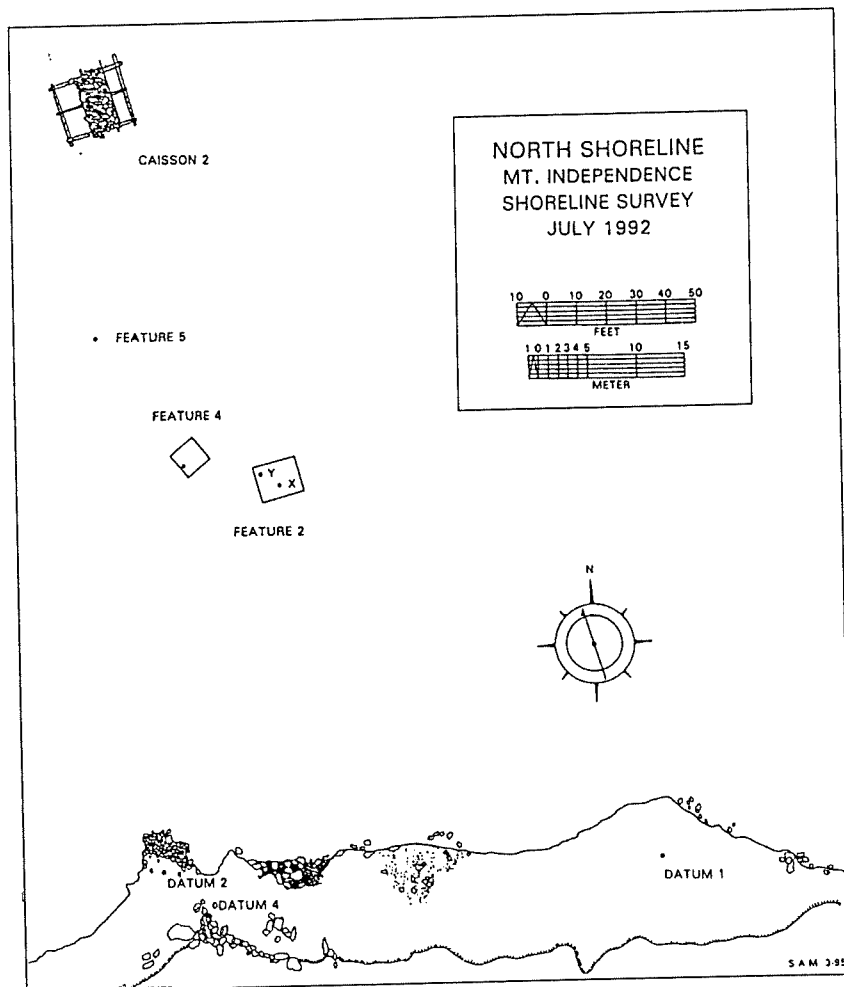 CAISSON 2
NORTH SHORELINE
MT. INDEPENDENCE
SHORELINE SURVEY
JULY 1992
10 0 10 20 30 40 50
FEET
1 0 1 2 3 4 5 10 15
METER
FEATURE 5
FEATURE 4
Y
X
FEATURE 2
N
DATUM 2
DATUM 1
DATUM 4
SAM 3-95